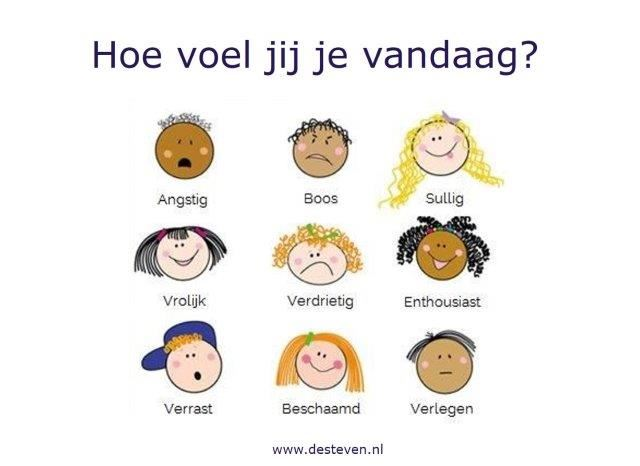 Hoe voel jij je vandaag?
Angstig
Boos
Sullig
Vrolijk
Verdrietig
Enthousiast
Verrast
Beschaamd
Verlegen
www.desteven.nl